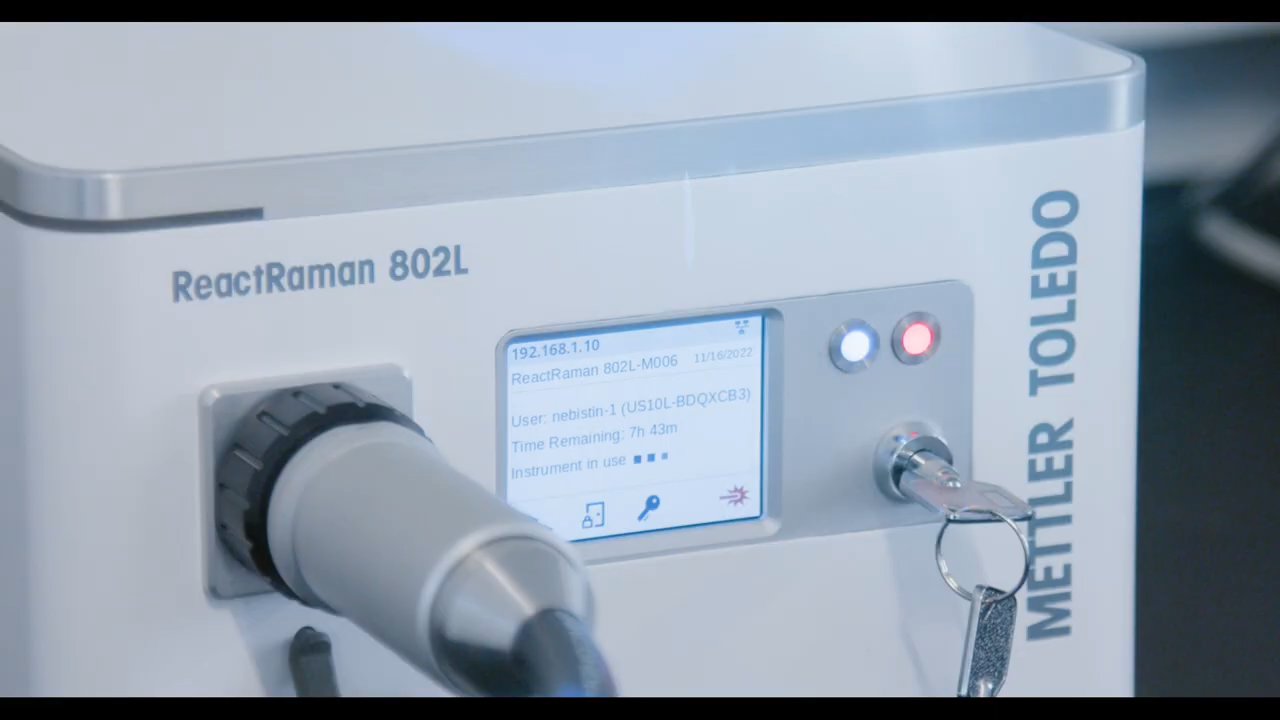 ReactRaman 802L
192.168.1.10
ReactRaman 802L-M006 11/16/2022
User: nebistin-1 (US10L-BDQXCB3)
Time Remaining: 7h 43m
Instrument in use
METTLER TOLEDO